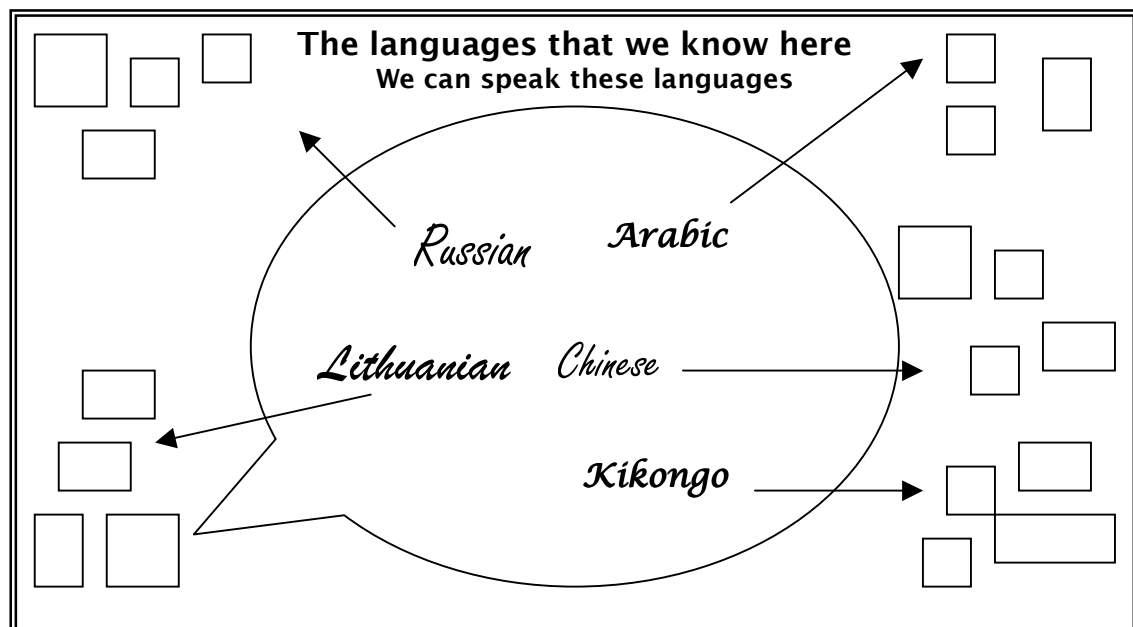 The languages that we know here
We can speak these languages
Russian
Arabic
Lithuanian
Chinese
Kikongo